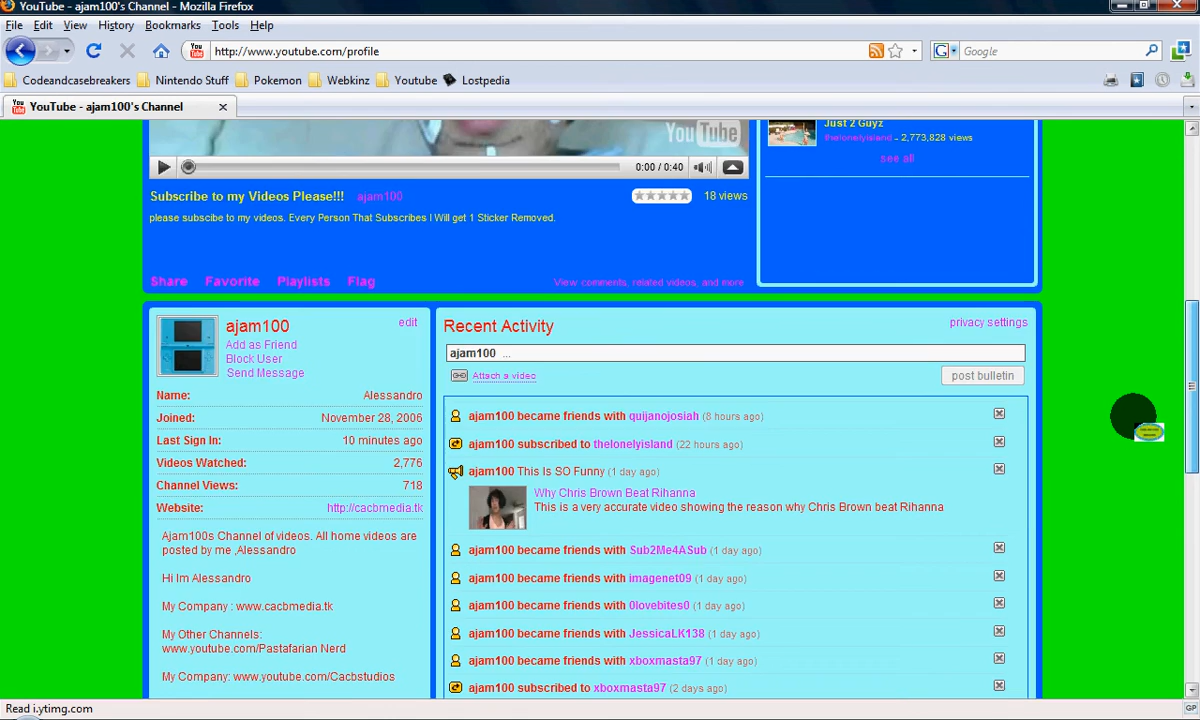 YouTube - ajam100's Channel - Mozilla Firefox
File Edit View History Bookmarks Tools Help
http://www.youtube.com/profile
Google
Codeandcasebreakers Nintendo Stuff Pokemon Webkinz Youtube Lostpedia
YouTube - ajam100's Channel
YouTube
Just 2 Guyz
thelonelyisland - 2,773,828 views
see all
0:00 / 0:40
Subscribe to my Videos Please!!! ajam100
18 views
please subscibe to my videos. Every Person That Subscribes I Will get 1 Sticker Removed.
Share Favorite Playlists Flag
View comments, related videos, and more
ajam100
edit
Add as Friend
Block User
Send Message
Name: Alessandro
Joined: November 28, 2006
Last Sign In: 10 minutes ago
Videos Watched: 2,776
Channel Views: 718
Website: http://cacbmedia.tk
Ajam100s Channel of videos. All home videos are
posted by me ,Alessandro
Hi Im Alessandro
My Company : www.cacbmedia.tk
My Other Channels:
www.youtube.com/Pastafarian Nerd
My Company: www.youtube.com/Cacbstudios
Recent Activity
privacy settings
ajam100 ...
Attach a video
post bulletin
ajam100 became friends with quijanojosiah (8 hours ago)
ajam100 subscribed to thelonelyisland (22 hours ago)
ajam100 This Is SO Funny (1 day ago)
Why Chris Brown Beat Rihanna
This is a very accurate video showing the reason why Chris Brown beat Rihanna
ajam100 became friends with Sub2Me4ASub (1 day ago)
ajam100 became friends with imagenet09 (1 day ago)
ajam100 became friends with 0lovebites0 (1 day ago)
ajam100 became friends with JessicaLK138 (1 day ago)
ajam100 became friends with xboxmasta97 (1 day ago)
ajam100 subscribed to xboxmasta97 (2 days ago)
Read i.ytimg.com
GP